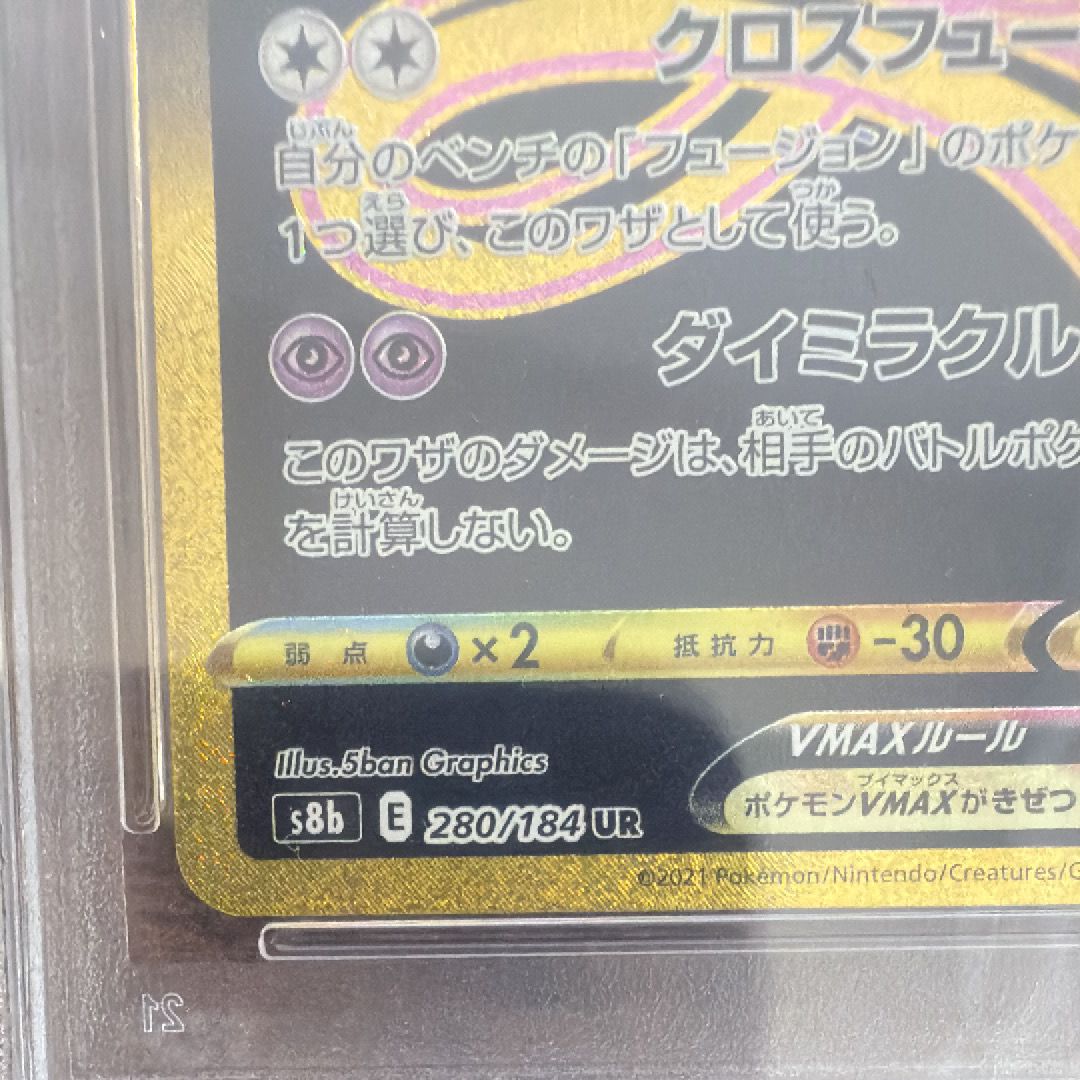 クロスフュー
じぶん
自分のベンチの「フュージョン」のポケ
えら つか
1つ選び、このワザとして使う。
ダイミラクル
あいて
このワザのダメージは、相手のバトルポケ
けいさん
を計算しない。
弱点 ×2 抵抗力 -30
VMAXルール
Illus.5ban Graphics
ブイマックス
ポケモンVMAXがきぜつ
s8b E 280/184 UR
©2021 Pokémon/Nintendo/Creatures/G
21